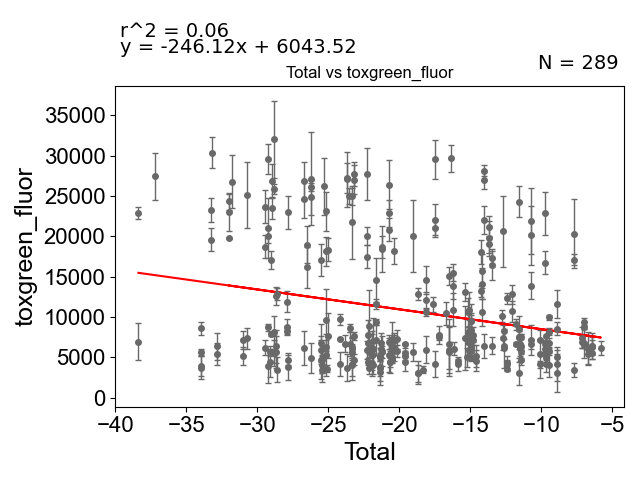 r^2 = 0.06
y = -246.12x + 6043.52
N = 289
Total vs toxgreen_fluor
35000
30000
25000
20000
15000
10000
5000
0
toxgreen_fluor
−40 −35 −30 −25 −20 −15 −10 −5
Total